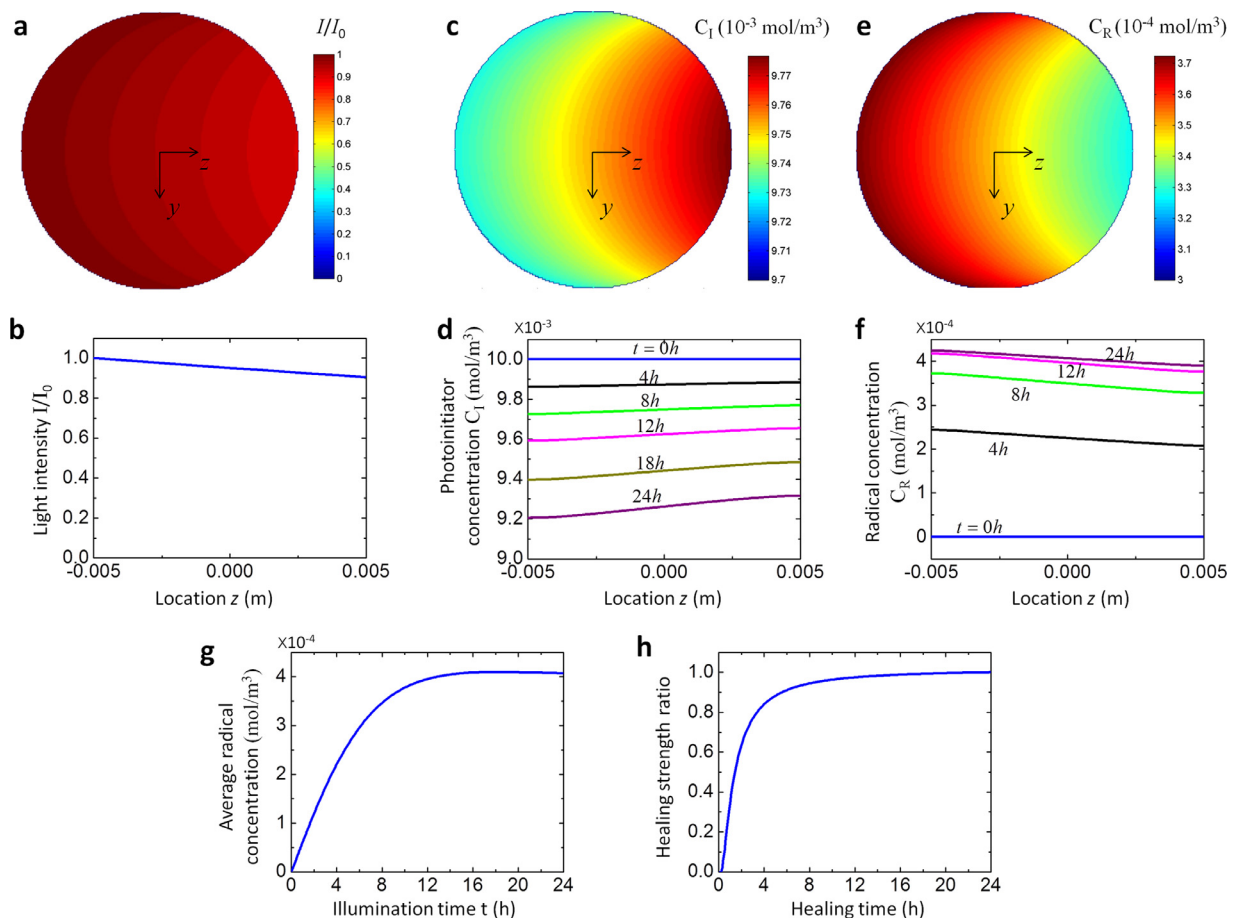 a
I/I0
1
0.9
0.8
0.7
0.6
0.5
0.4
0.3
0.2
0.1
0
z
y
c
CI (10-3 mol/m3)
9.77
9.76
9.75
9.74
9.73
9.72
9.71
9.7
z
y
e
CR (10-4 mol/m3)
3.7
3.6
3.5
3.4
3.3
3.2
3.1
3
z
y
b
Light intensity I/I0
1.0
0.8
0.6
0.4
0.2
0.0
-0.005
0.000
0.005
Location z (m)
d
X10-3
Photoinitiator
concentration CI (mol/m3)
10.0
9.8
9.6
9.4
9.2
9.0
t = 0h
4h
8h
12h
18h
24h
-0.005
0.000
0.005
Location z (m)
f
X10-4
Radical concentration
CR (mol/m3)
4
3
2
1
0
24h
12h
8h
4h
t = 0h
-0.005
0.000
0.005
Location z (m)
g
X10-4
Average radical
concentration (mol/m3)
4
3
2
1
0
0 4 8 12 16 20 24
Illumination time t (h)
h
Healing strength ratio
1.0
0.8
0.6
0.4
0.2
0.0
0 4 8 12 16 20 24
Healing time (h)